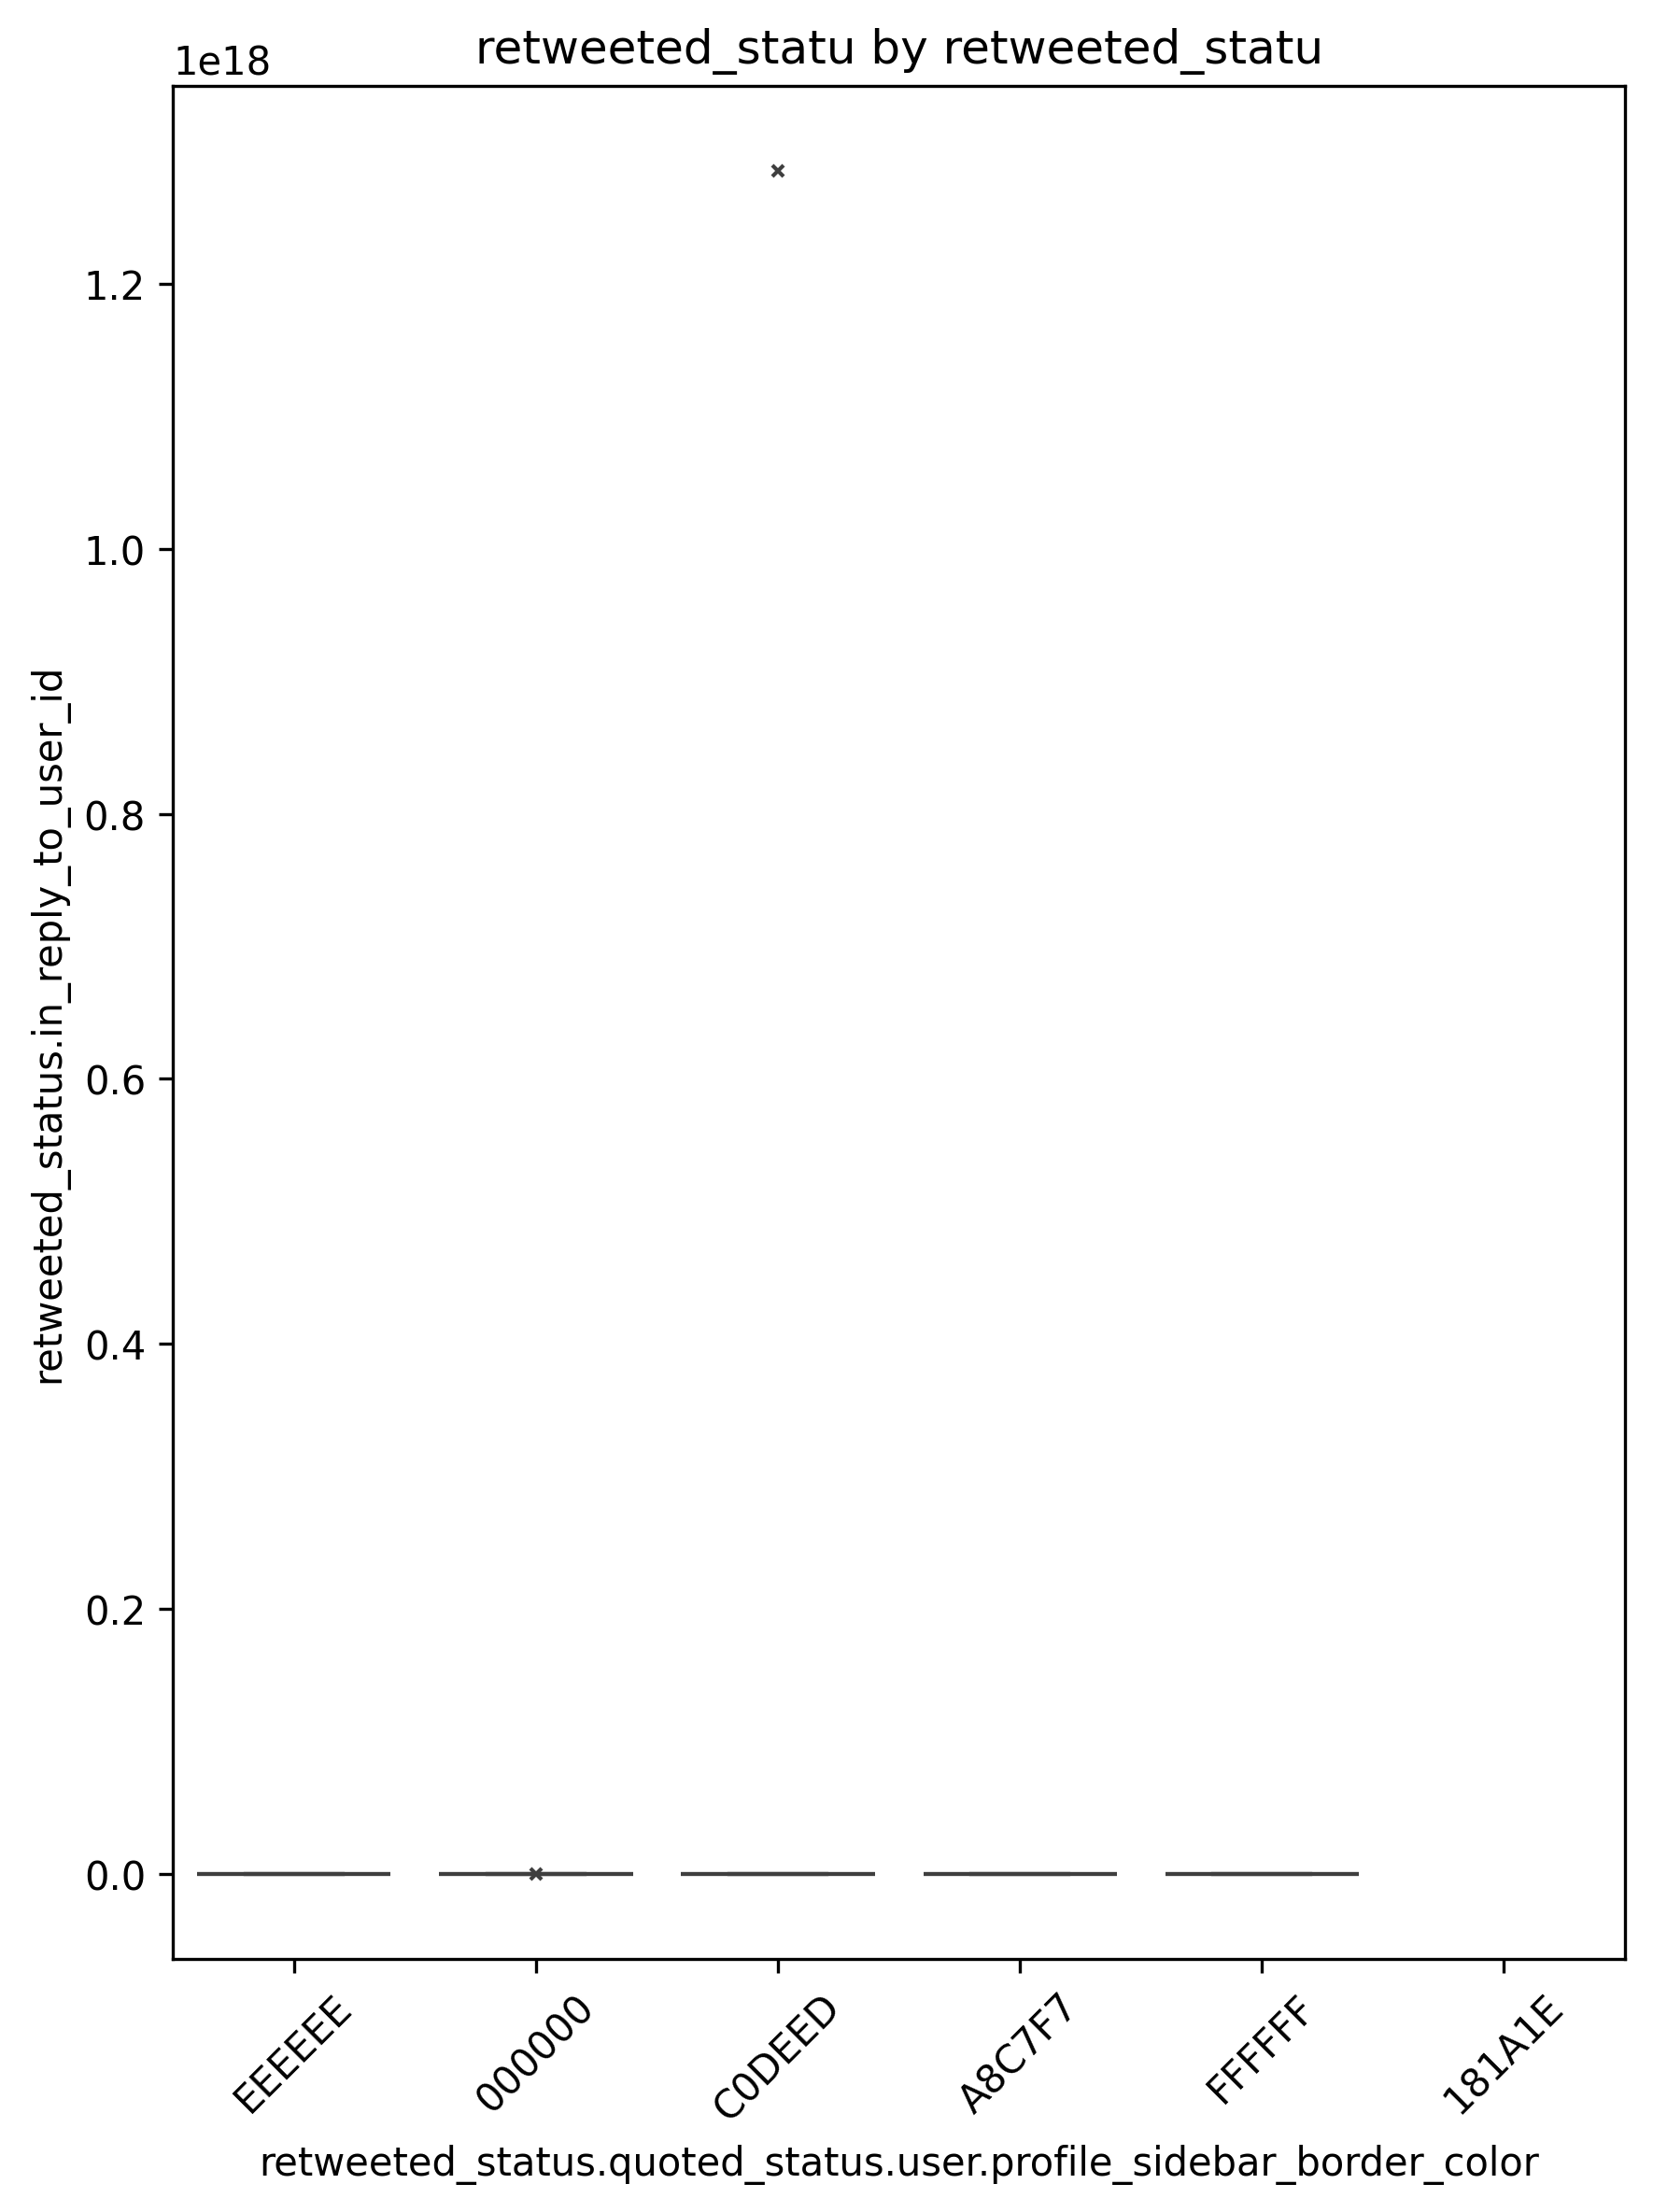 retweeted_statu by retweeted_statu
1e18
1.2
1.0
0.8
0.6
0.4
0.2
0.0
retweeted_status.in_reply_to_user_id
EEEEEE
000000
C0DEED
A8C7F7
FFFFFF
181A1E
retweeted_status.quoted_status.user.profile_sidebar_border_color